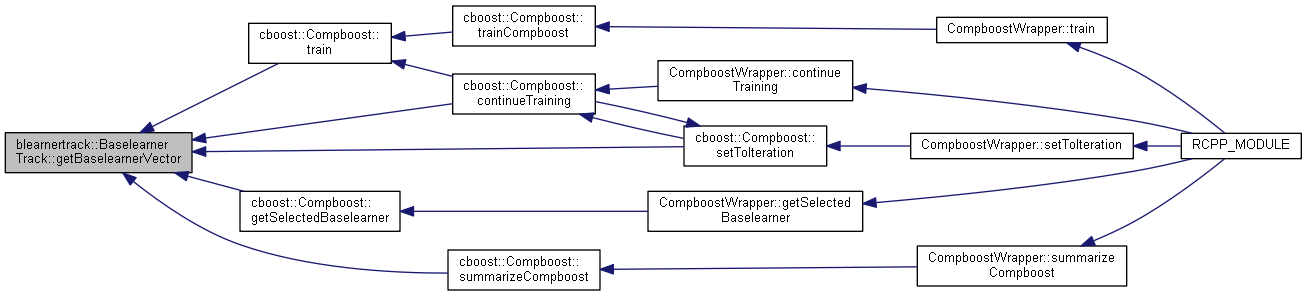 cboost::Compboost::
train
cboost::Compboost::
trainCompboost
CompboostWrapper::train
cboost::Compboost::
continueTraining
CompboostWrapper::continue
Training
blearnertrack::Baselearner
Track::getBaselearnerVector
cboost::Compboost::
setToIteration
CompboostWrapper::setToIteration
RCPP_MODULE
cboost::Compboost::
getSelectedBaselearner
CompboostWrapper::getSelected
Baselearner
cboost::Compboost::
summarizeCompboost
CompboostWrapper::summarize
Compboost